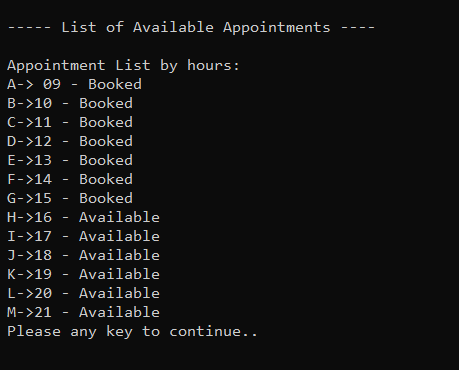 ----- List of Available Appointments ----
Appointment List by hours:
A-> 09 - Booked
B->10 - Booked
C->11 - Booked
D->12 - Booked
E->13 - Booked
F->14 - Booked
G->15 - Booked
H->16 - Available
I->17 - Available
J->18 - Available
K->19 - Available
L->20 - Available
M->21 - Available
Please any key to continue..